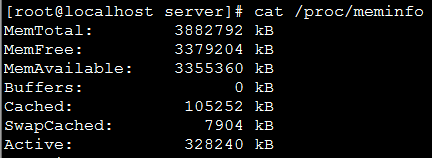 [root@localhost server]# cat /proc/meminfo
MemTotal:        3882792 kB
MemFree:         3379204 kB
MemAvailable:    3355360 kB
Buffers:               0 kB
Cached:           105252 kB
SwapCached:         7904 kB
Active:           328240 kB